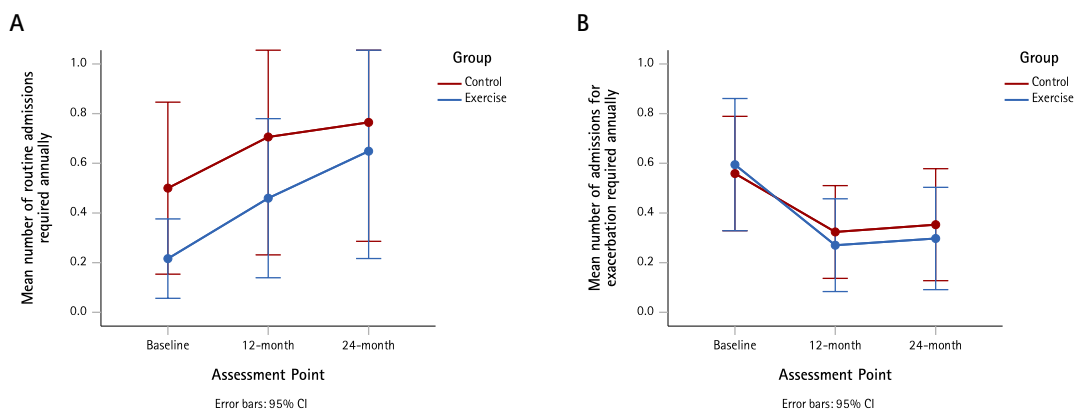 A
Mean number of routine admissions
required annually
1.0
0.8
0.6
0.4
0.2
0.0
Baseline
12-month
24-month
Assessment Point
Error bars: 95% CI
Group
Control
Exercise
B
Mean number of admissions for
exacerbation required annually
1.0
0.8
0.6
0.4
0.2
0.0
Baseline
12-month
24-month
Assessment Point
Error bars: 95% CI
Group
Control
Exercise